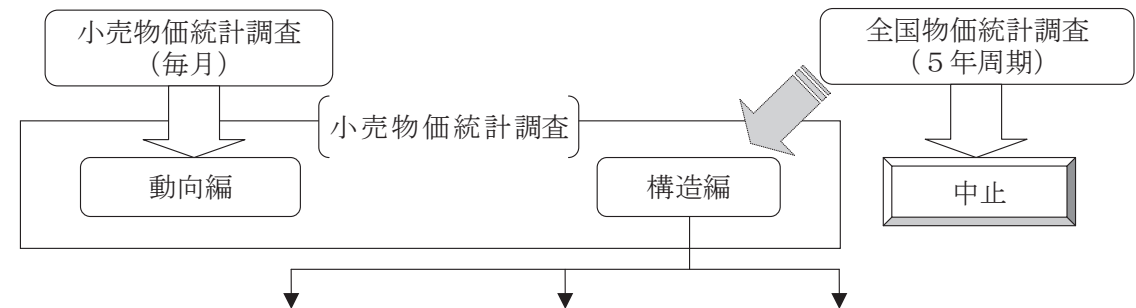 小売物価統計調査
(毎月)
全国物価統計調査
(５年周期)
小売物価統計調査
動向編
構造編
中止